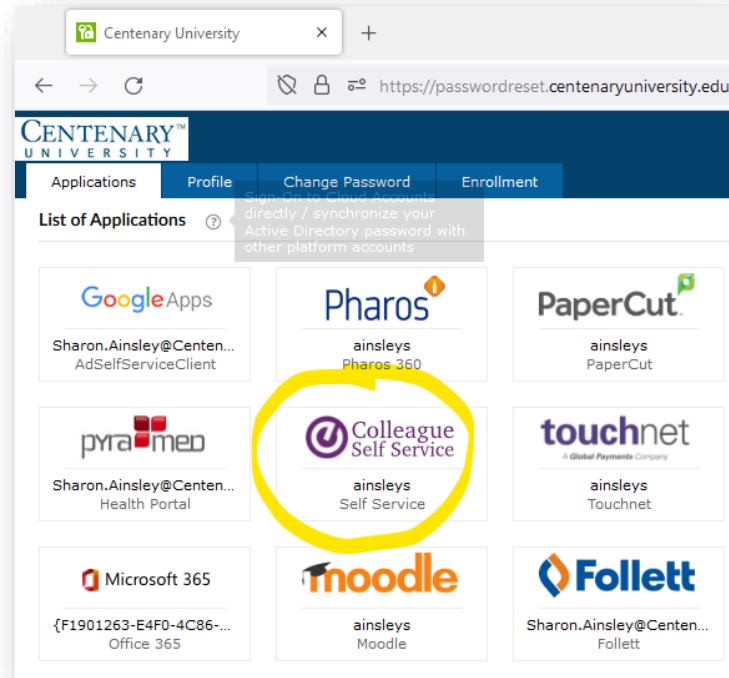 Centenary University
https://passwordreset.centenaryuniversity.edu
CENTENARY™
UNIVERSITY
Applications Profile Change Password Enrollment
List of Applications ?
Sign-On to Cloud Accounts
directly / synchronize your
Active Directory password with
other platform accounts
Google Apps
Sharon.Ainsley@Centen...
AdSelfServiceClient
Pharos
ainsleys
Pharos 360
PaperCut
ainsleys
PaperCut
pyramed
Sharon.Ainsley@Centen...
Health Portal
Colleague
Self Service
ainsleys
Self Service
touchnet
A Global Payments Company
ainsleys
Touchnet
Microsoft 365
{F1901263-E4F0-4C86-...
Office 365
moodle
ainsleys
Moodle
Follett
Sharon.Ainsley@Centen...
Follett